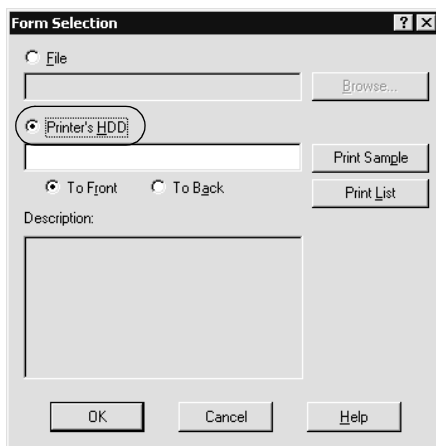 Form Selection
File
Browse...
Printer's HDD
Print Sample
To Front To Back
Print List
Description:
OK Cancel Help